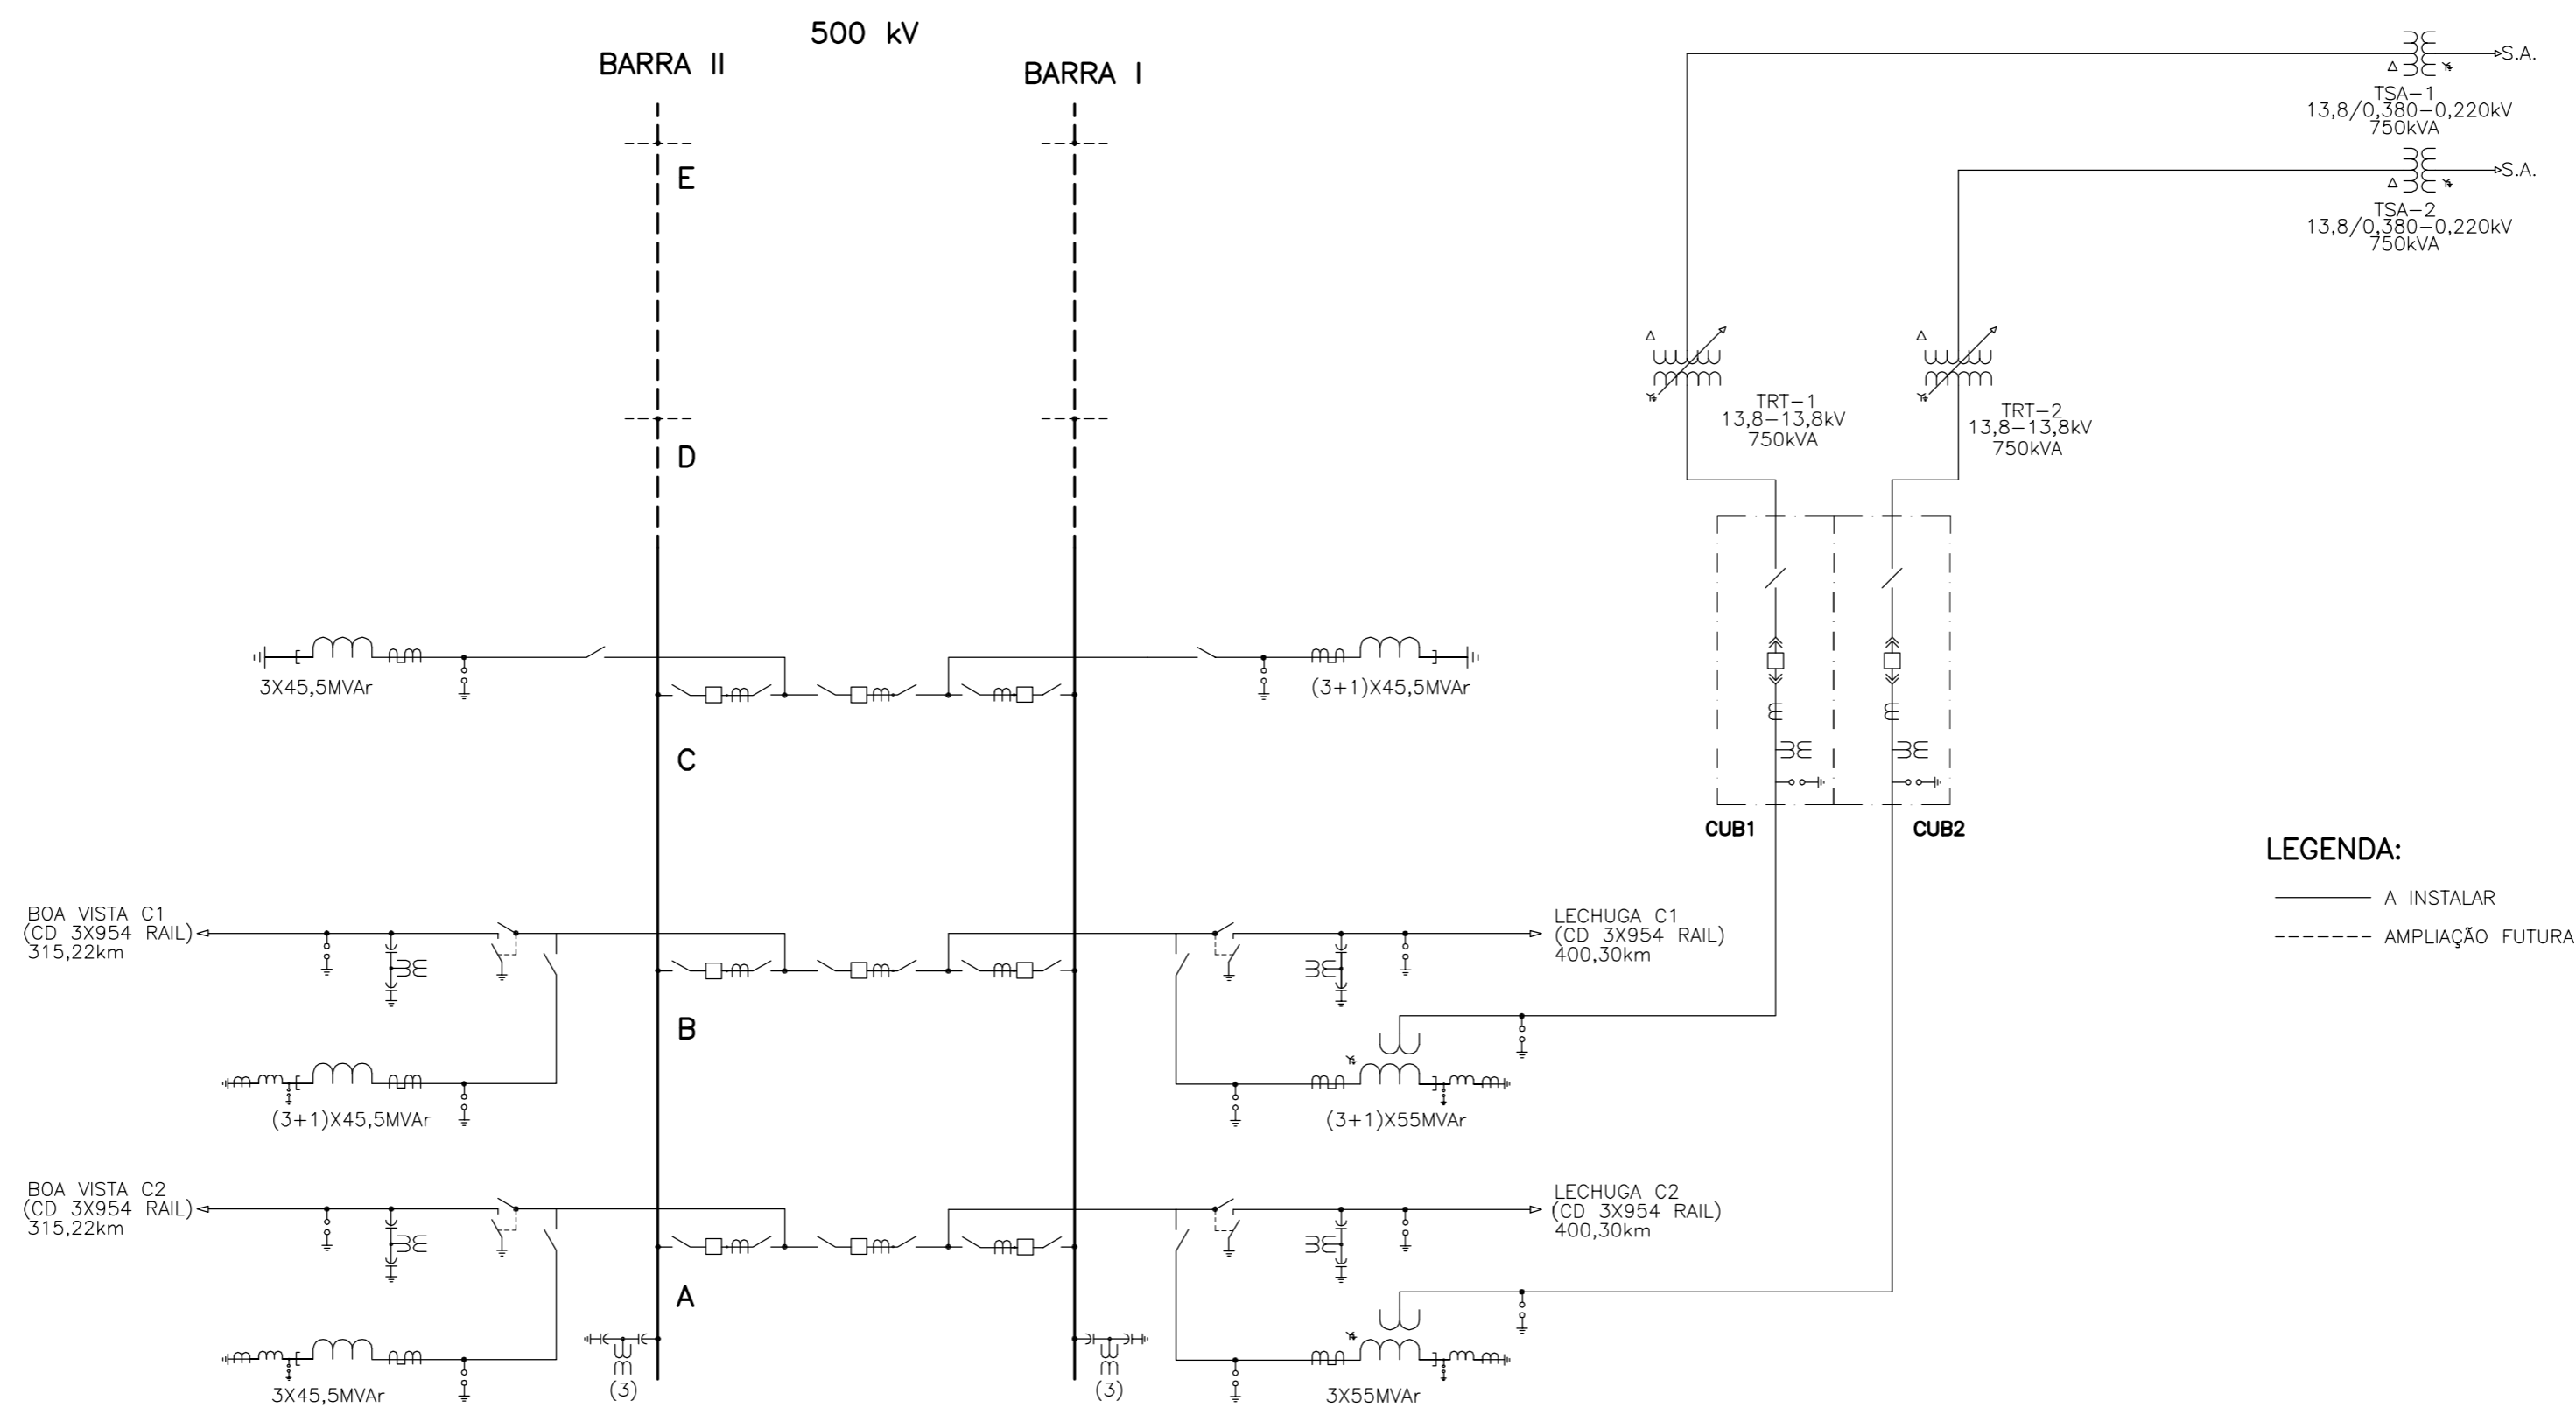 500 kV
BARRA II
BARRA I
S.A.
TSA-1
13,8/0,380-0,220kV
750kVA
S.A.
TSA-2
13,8/0,380-0,220kV
750kVA
E
TRT-1
13,8-13,8kV
750kVA
TRT-2
13,8-13,8kV
750kVA
D
3X45,5MVAr
(3+1)X45,5MVAr
C
CUB1
CUB2
LEGENDA:
A INSTALAR
AMPLIAÇÃO FUTURA
BOA VISTA C1
(CD 3X954 RAIL)
315,22km
LECHUGA C1
(CD 3X954 RAIL)
400,30km
B
(3+1)X45,5MVAr
(3+1)X55MVAr
BOA VISTA C2
(CD 3X954 RAIL)
315,22km
LECHUGA C2
(CD 3X954 RAIL)
400,30km
A
3X45,5MVAr
(3)
(3)
3X55MVAr